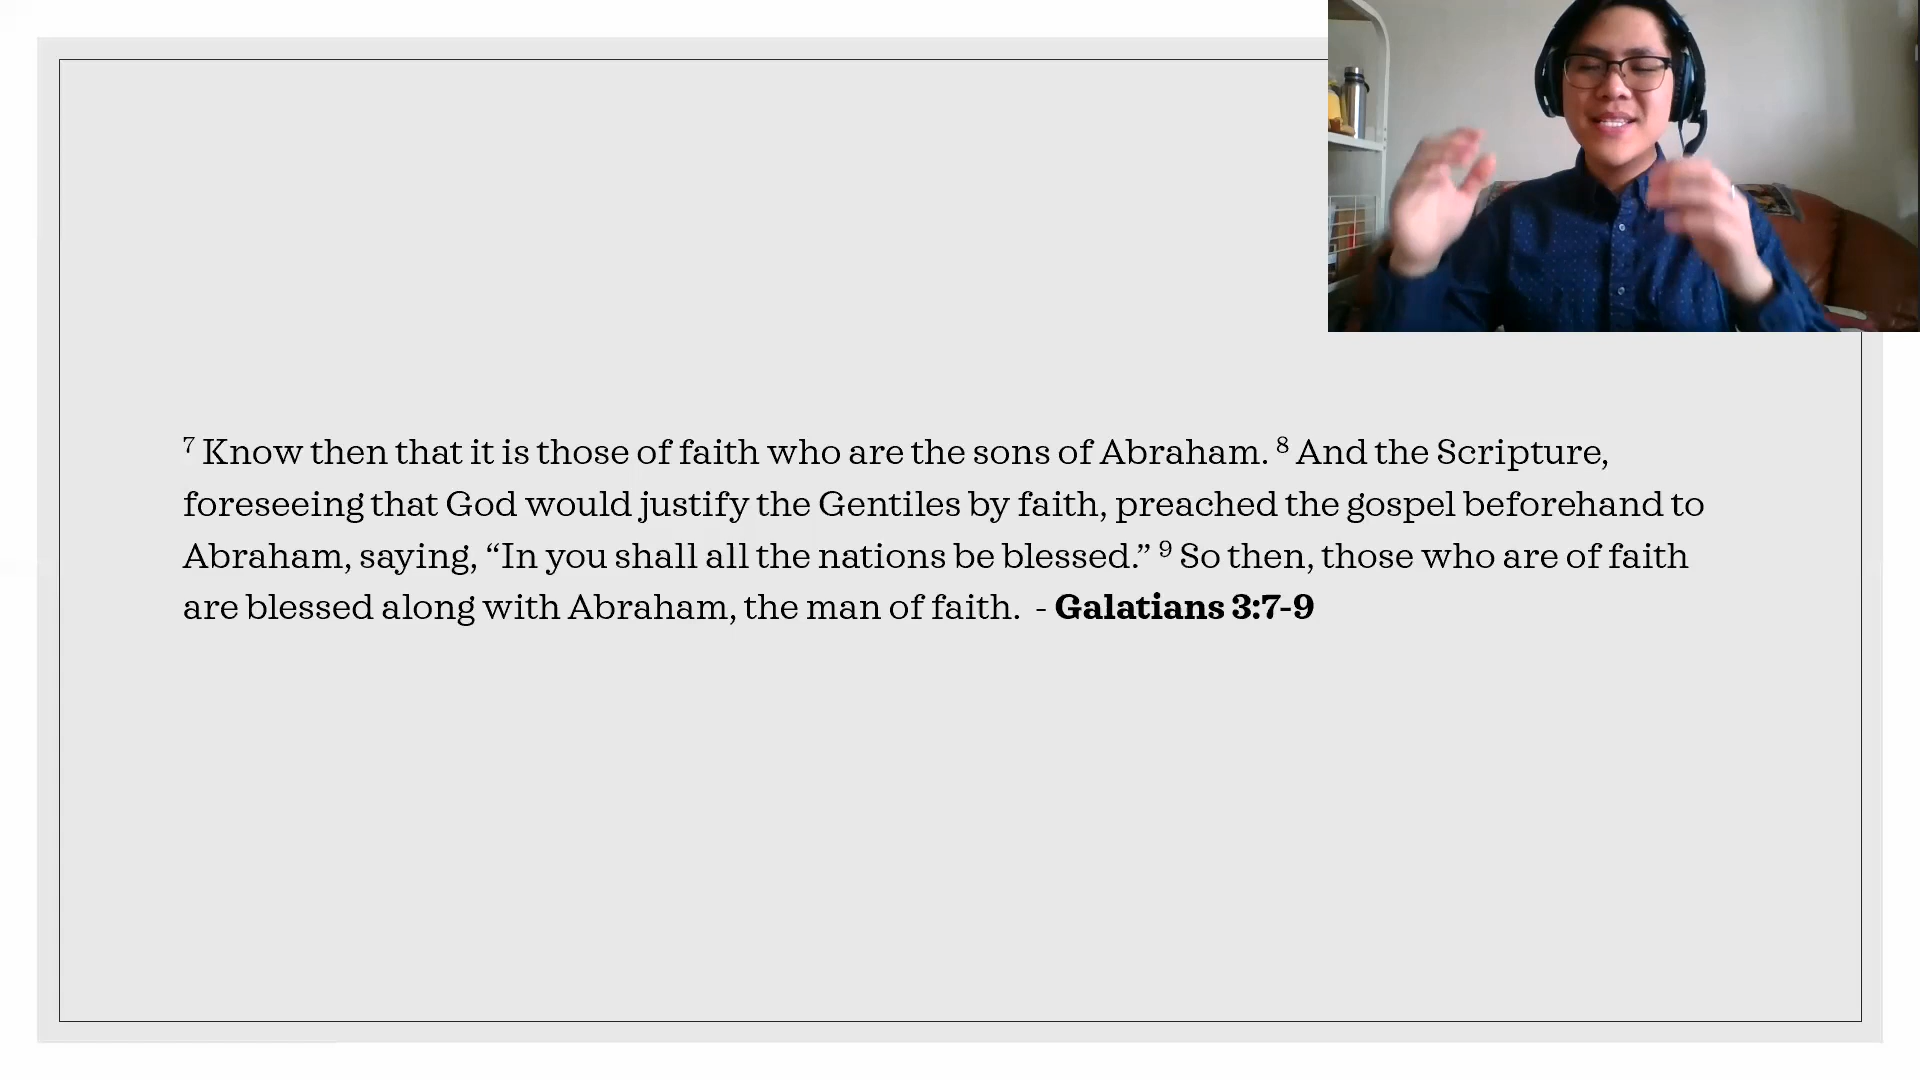 ⁷ Know then that it is those of faith who are the sons of Abraham. ⁸ And the Scripture,
foreseeing that God would justify the Gentiles by faith, preached the gospel beforehand to
Abraham, saying, “In you shall all the nations be blessed.” ⁹ So then, those who are of faith
are blessed along with Abraham, the man of faith.  - Galatians 3:7-9